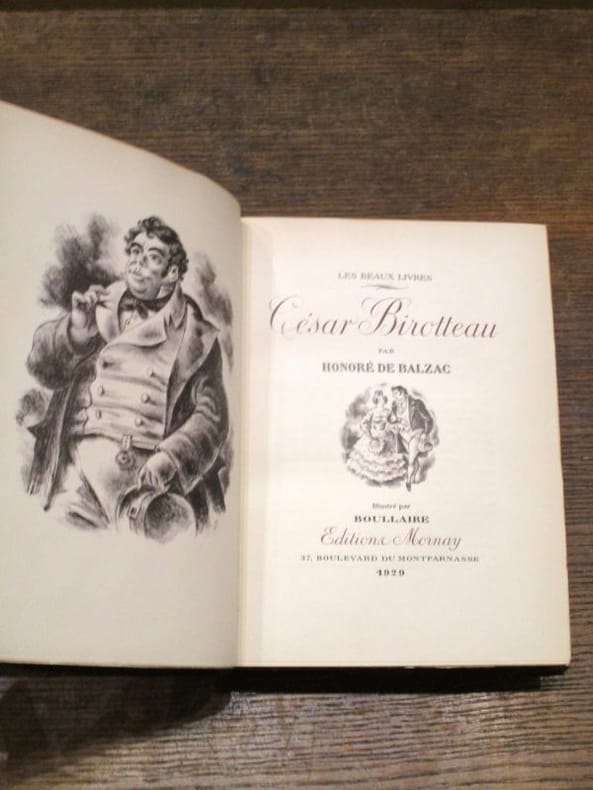 LES BEAUX LIVRES
César Birotteau
PAR
HONORÉ DE BALZAC
Illustré par
BOULLAIRE
Editions Mornay
37, BOULEVARD DU MONTPARNASSE
1929